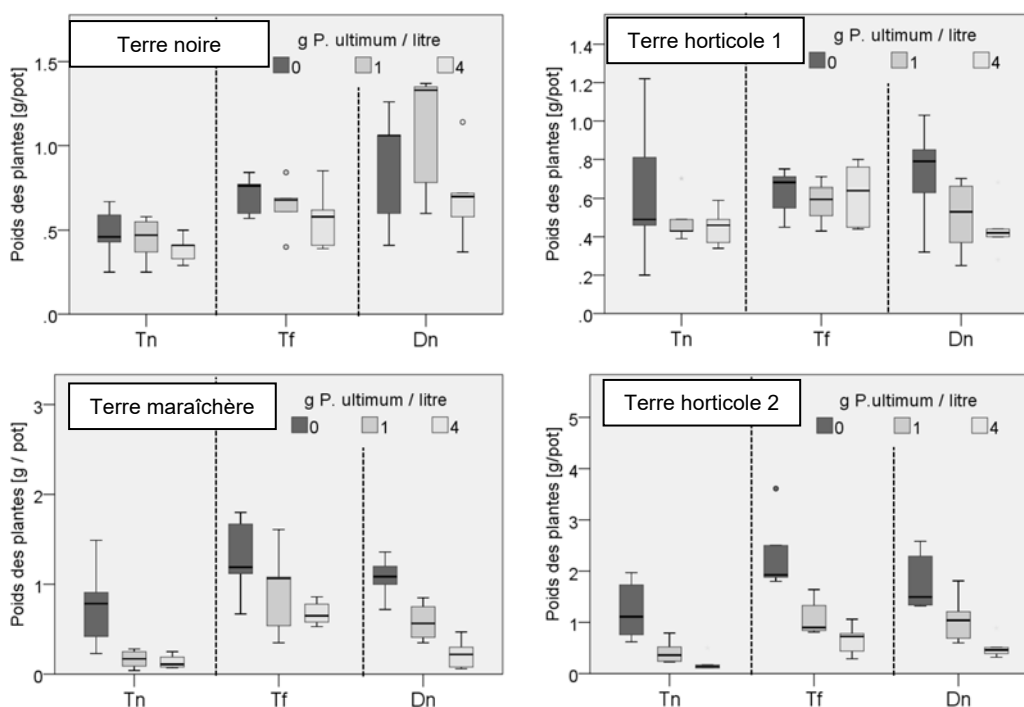 Terre noire
g P. ultimum / litre
0 1 4
Poids des plantes [g/pot]
1.5
1.0
.5
.0
Tn Tf Dn
Terre horticole 1
g P. ultimum / litre
0 1 4
Poids des plantes [g/pot]
1.4
1.2
1.0
.8
.6
.4
.2
.0
Tn Tf Dn
Terre maraîchère
g P. ultimum / litre
0 1 4
Poids des plantes [g / pot]
3
2
1
0
Tn Tf Dn
Terre horticole 2
g P.ultimum / litre
0 1 4
Poids des plantes [g/pot]
5
4
3
2
1
0
Tn Tf Dn